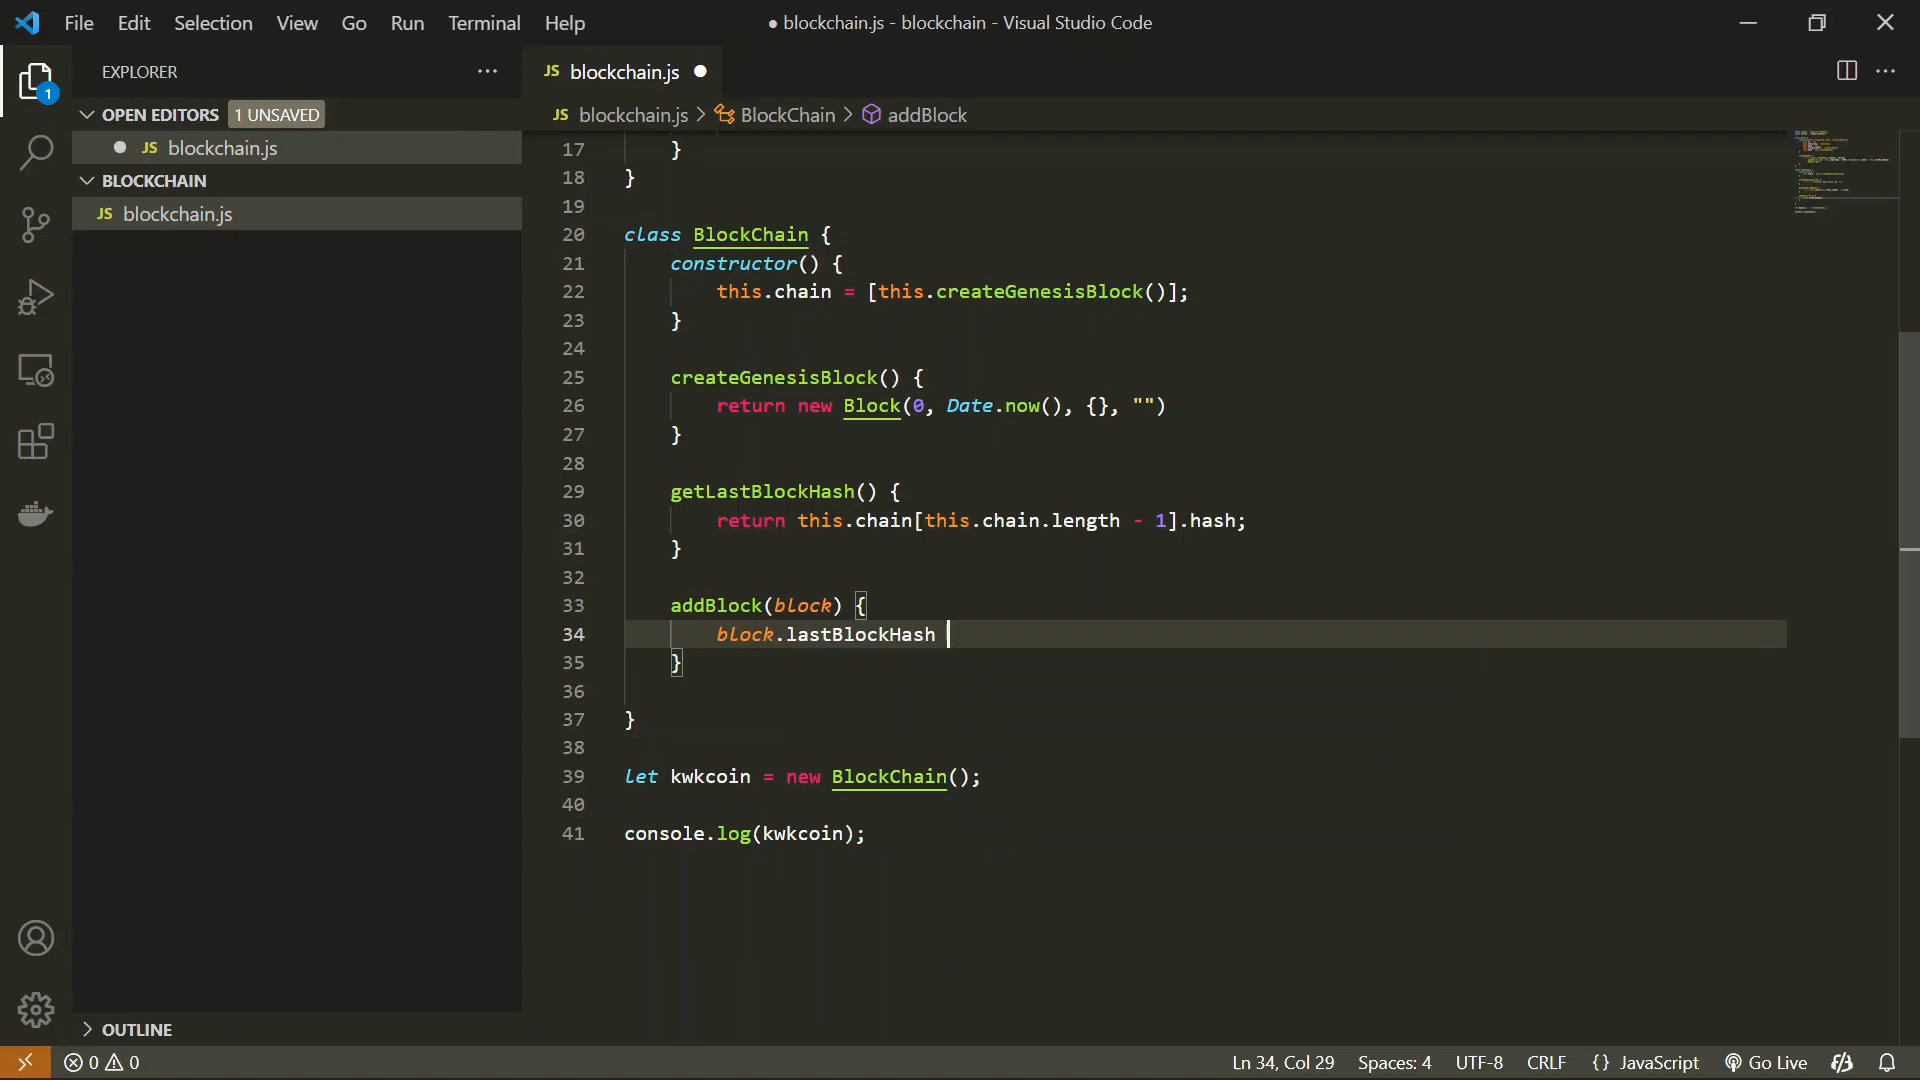 File Edit Selection View Go Run Terminal Help ● blockchain.js - blockchain - Visual Studio Code
EXPLORER ···
JS blockchain.js ●
1
OPEN EDITORS 1 UNSAVED
JS blockchain.js > BlockChain > addBlock
● JS blockchain.js
BLOCKCHAIN
JS blockchain.js
17 }
18 }
19
20 class BlockChain {
21 constructor() {
22 this.chain = [this.createGenesisBlock()];
23 }
24
25 createGenesisBlock() {
26 return new Block(0, Date.now(), {}, "")
27 }
28
29 getLastBlockHash() {
30 return this.chain[this.chain.length - 1].hash;
31 }
32
33 addBlock(block) {
34 block.lastBlockHash
35 }
36
37 }
38
39 let kwkcoin = new BlockChain();
40
41 console.log(kwkcoin);
OUTLINE
0 0 Ln 34, Col 29 Spaces: 4 UTF-8 CRLF {} JavaScript Go Live